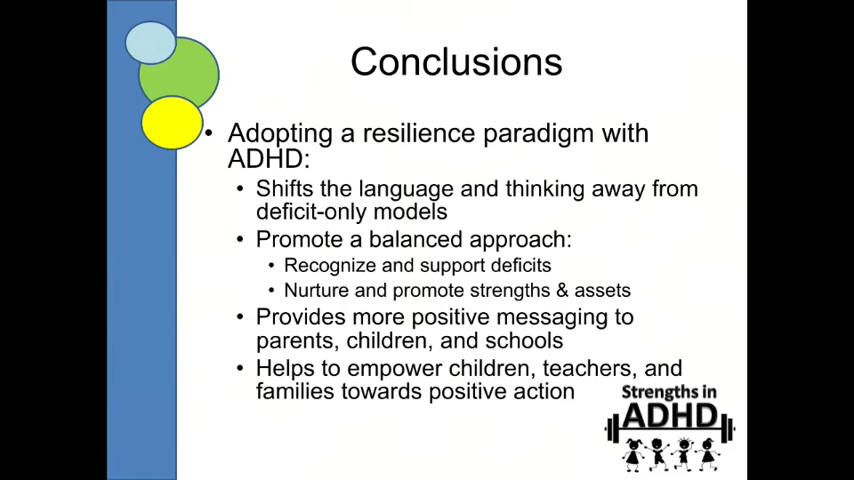 Conclusions
• Adopting a resilience paradigm with
ADHD:
• Shifts the language and thinking away from
deficit-only models
• Promote a balanced approach:
• Recognize and support deficits
• Nurture and promote strengths & assets
• Provides more positive messaging to
parents, children, and schools
• Helps to empower children, teachers, and
families towards positive action
Strengths in
ADHD